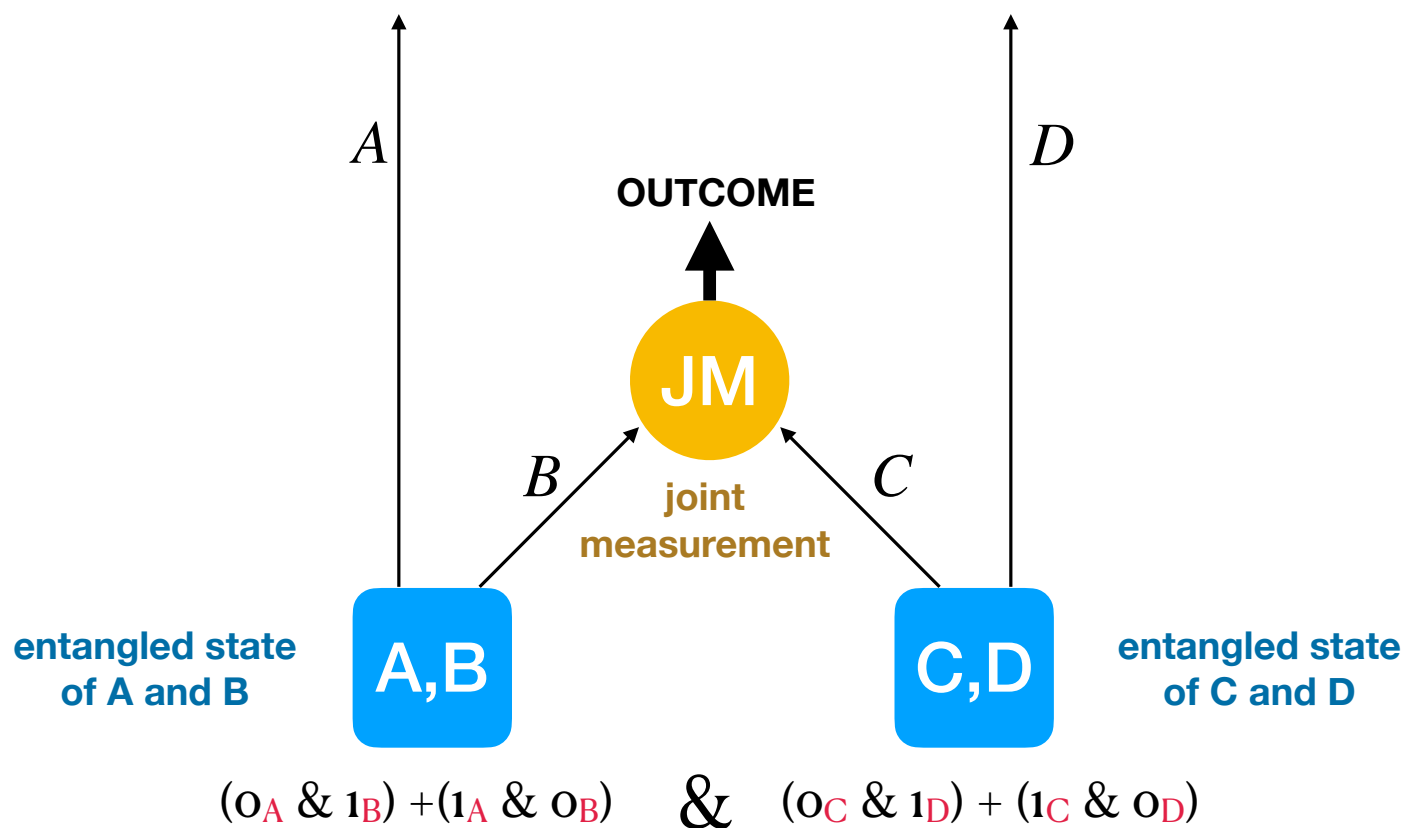 A
D
OUTCOME
JM
B
C
joint
measurement
entangled state
of A and B
A,B
C,D
entangled state
of C and D
(0A & 1B) +(1A & 0B) & (0C & 1D) + (1C & 0D)